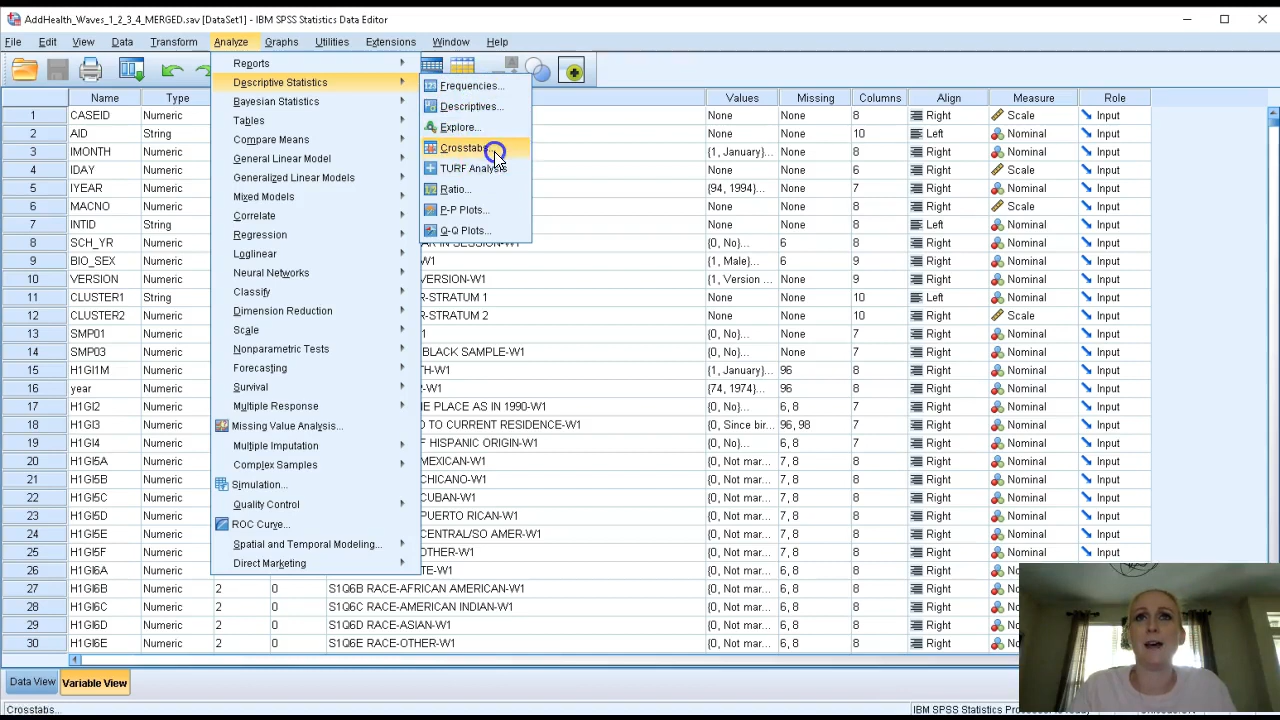 AddHealth_Waves_1_2_3_4_MERGED.sav [DataSet1] - IBM SPSS Statistics Data Editor
File Edit View Data Transform Analyze Graphs Utilities Extensions Window Help
Reports
Descriptive Statistics
Bayesian Statistics
Tables
Compare Means
General Linear Model
Generalized Linear Models
Mixed Models
Correlate
Regression
Loglinear
Neural Networks
Classify
Dimension Reduction
Scale
Nonparametric Tests
Forecasting
Survival
Multiple Response
Missing Value Analysis...
Multiple Imputation
Complex Samples
Simulation...
Quality Control
ROC Curve...
Spatial and Temporal Modeling...
Direct Marketing
Frequencies...
Descriptives...
Explore...
Crosstabs
TURF Analysis
Ratio...
P-P Plots...
Q-Q Plots...
Name Type Values Missing Columns Align Measure Role
1 CASEID Numeric None None 8 Right Scale Input
2 AID String None None 10 Left Nominal Input
3 IMONTH Numeric {1, January}... None 8 Right Nominal Input
4 IDAY Numeric None None 6 Right Scale Input
5 IYEAR Numeric {94, 1994}... None 7 Right Nominal Input
6 MACNO Numeric None None 8 Right Scale Input
7 INTID String None None 8 Left Nominal Input
8 SCH_YR Numeric AR IN SESSION-W1 {0, No}... 6 8 Right Nominal Input
9 BIO_SEX Numeric W1 {1, Male}... 6 9 Right Nominal Input
10 VERSION Numeric VERSION-W1 {1, Version ... None 9 Right Nominal Input
11 CLUSTER1 String R-STRATUM 1 None None 10 Left Nominal Input
12 CLUSTER2 Numeric R-STRATUM 2 None None 8 Right Scale Input
13 SMP01 Numeric 1 {0, No}... None 7 Right Nominal Input
14 SMP03 Numeric BLACK SAMPLE-W1 {0, No}... None 7 Right Nominal Input
15 H1GI1M Numeric TH-W1 {1, January}... 96 8 Right Nominal Input
16 year Numeric {74, 1974}... 96 8 Right Nominal Input
17 H1GI2 Numeric E PLACE AS IN 1990-W1 {0, No}... 6, 8 7 Right Nominal Input
18 H1GI3 Numeric D TO CURRENT RESIDENCE-W1 {0, Since bir... 96, 98 7 Right Nominal Input
19 H1GI4 Numeric F HISPANIC ORIGIN-W1 {0, No}... 6, 8 7 Right Nominal Input
20 H1GI5A Numeric MEXICAN-W1 {0, Not mar... 7, 8 8 Right Nominal Input
21 H1GI5B Numeric MEXICAN-W1 {0, Not mar... 7, 8 8 Right Nominal Input
22 H1GI5C Numeric CUBAN-W1 {0, Not mar... 7, 8 8 Right Nominal Input
23 H1GI5D Numeric PUERTO RICAN-W1 {0, Not mar... 7, 8 8 Right Nominal Input
24 H1GI5E Numeric CENTRAL/SO AMER-W1 {0, Not mar... 7, 8 8 Right Nominal Input
25 H1GI5F Numeric OTHER-W1 {0, Not mar... 7, 8 8 Right Nominal Input
26 H1GI6A Numeric TE-W1 {0, Not mar... 6, 8 8 Right
27 H1GI6B Numeric 2 0 S1Q6B RACE-AFRICAN AMERICAN-W1 {0, Not mar... 6, 8 8 Right
28 H1GI6C Numeric 2 0 S1Q6C RACE-AMERICAN INDIAN-W1 {0, Not mar... 6, 8 8 Right
29 H1GI6D Numeric 2 0 S1Q6D RACE-ASIAN-W1 {0, Not mar... 6, 8 8 Right
30 H1GI6E Numeric 2 0 S1Q6E RACE-OTHER-W1 {0, Not mar... 6, 8 8 Right
Data View Variable View
Crosstabs... IBM SPSS Statistics